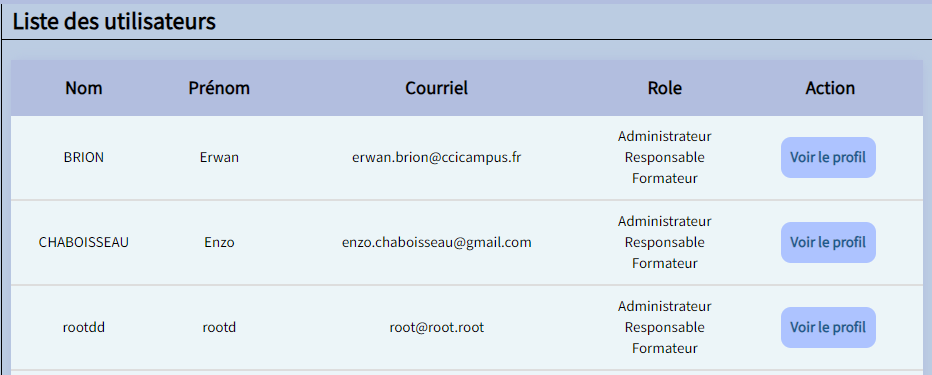 Liste des utilisateurs
Nom Prénom Courriel Role Action
BRION Erwan erwan.brion@ccicampus.fr Administrateur Responsable Formateur Voir le profil
CHABOISSEAU Enzo enzo.chaboisseau@gmail.com Administrateur Responsable Formateur Voir le profil
rootdd rootd root@root.root Administrateur Responsable Formateur Voir le profil